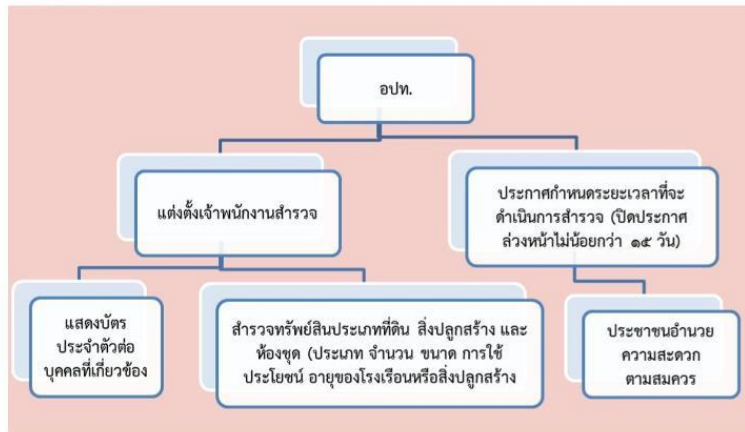 อปท.
แต่งตั้งเจ้าพนักงานสำรวจ
ประกาศกำหนดระยะเวลาที่จะ
ดำเนินการสำรวจ (ปิดประกาศ
ล่วงหน้าไม่น้อยกว่า ๑๕ วัน)
แสดงบัตร
ประจำตัวต่อ
บุคคลที่เกี่ยวข้อง
สำรวจทรัพย์สินประเภทที่ดิน สิ่งปลูกสร้าง และ
ห้องชุด (ประเภท จำนวน ขนาด การใช้
ประโยชน์ อายุของโรงเรือนหรือสิ่งปลูกสร้าง
ประชาชนอำนวย
ความสะดวก
ตามสมควร